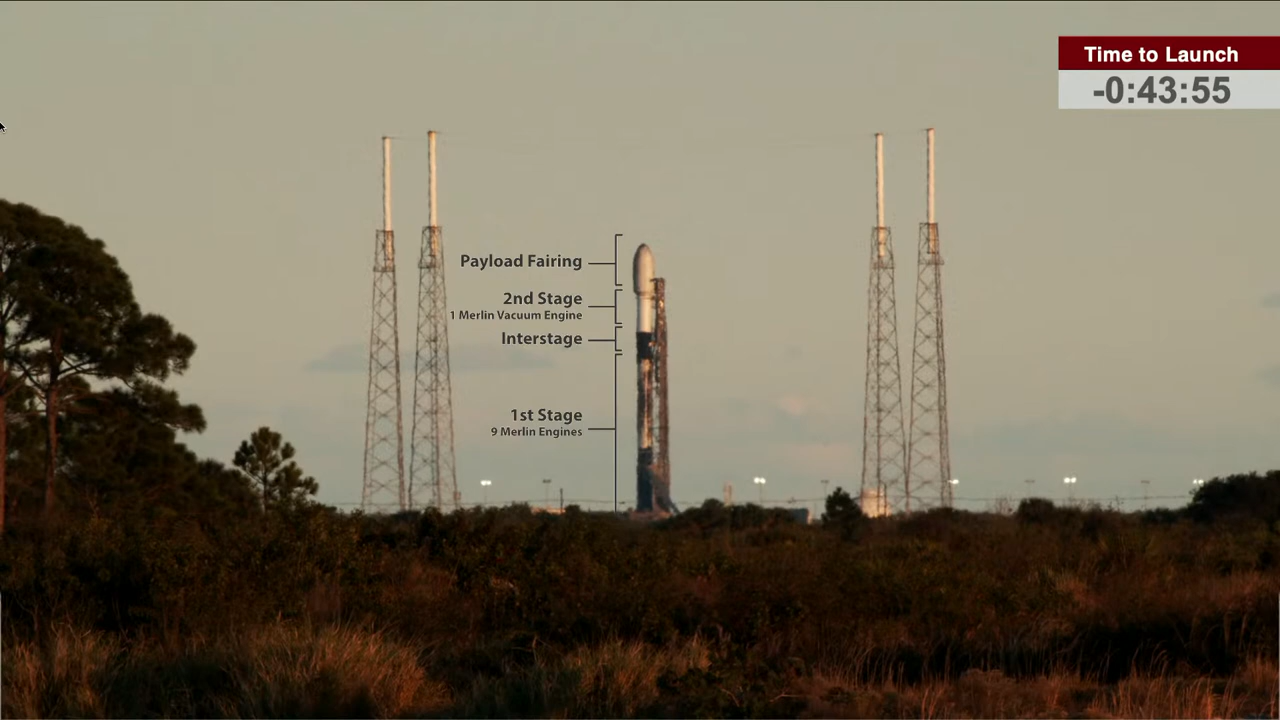 Time to Launch
-0:43:55
Payload Fairing
2nd Stage
1 Merlin Vacuum Engine
Interstage
1st Stage
9 Merlin Engines